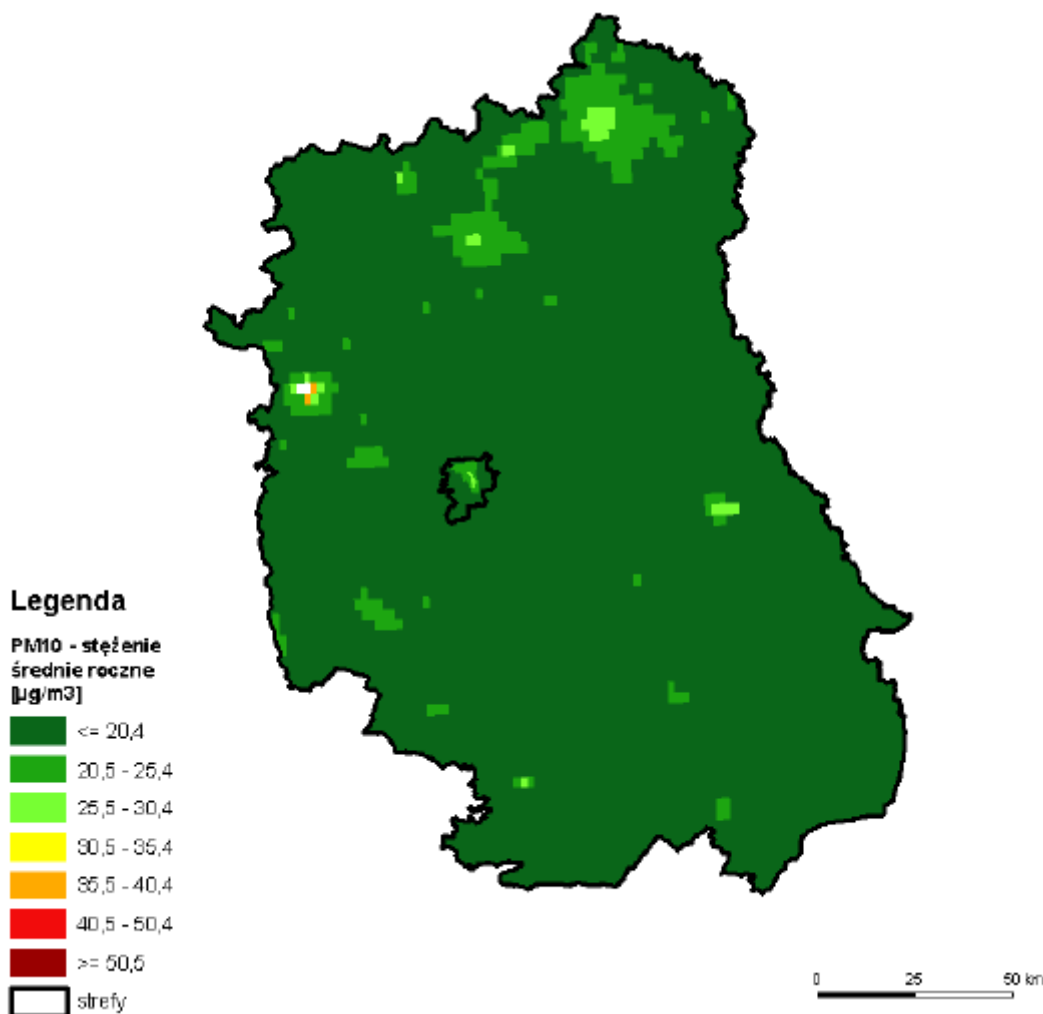 Legenda
PM10 - stężenie
średnie roczne
[µg/m3]
<= 20,4
20,5 - 25,4
25,5 - 30,4
30,5 - 35,4
35,5 - 40,4
40,5 - 50,4
>= 50,5
strefy
0 25 50 km